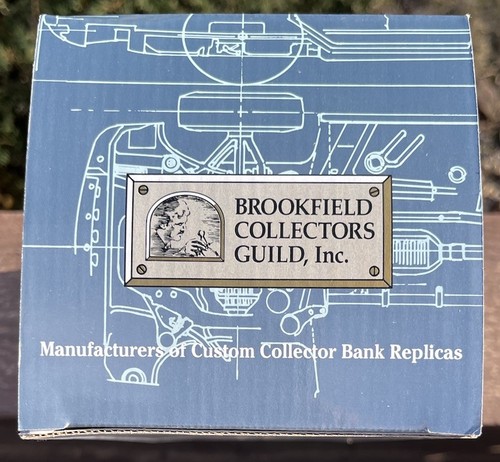 BROOKFIELD
COLLECTORS
GUILD, Inc.
Manufacturers of Custom Collector Bank Replicas